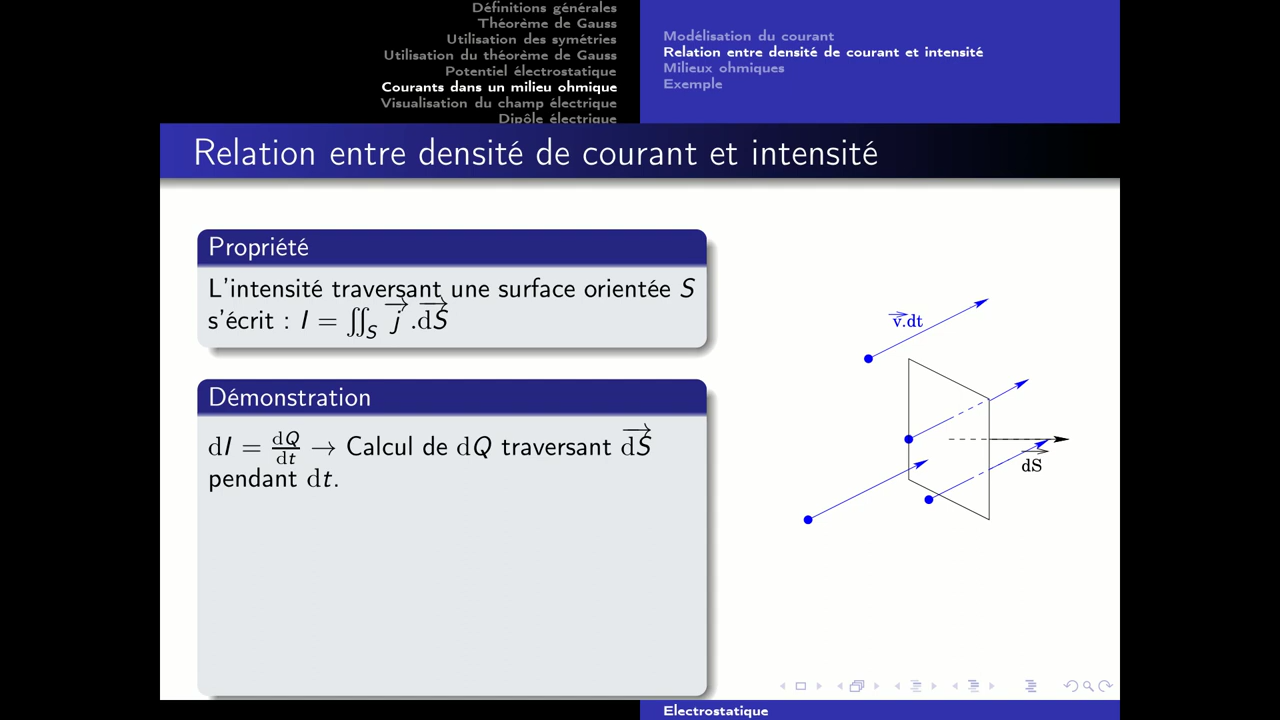 Définitions générales
Théorème de Gauss
Utilisation des symétries
Utilisation du théorème de Gauss
Potentiel électrostatique
Courants dans un milieu ohmique
Visualisation du champ électrique
Dipôle électrique
Modélisation du courant
Relation entre densité de courant et intensité
Milieux ohmiques
Exemple
Relation entre densité de courant et intensité
Propriété
L'intensité traversant une surface orientée S
s'écrit : I = ∬_S j⃗ .dS⃗
Démonstration
dI = dQ/dt → Calcul de dQ traversant dS⃗
pendant dt.
v⃗.dt
dS⃗
Electrostatique